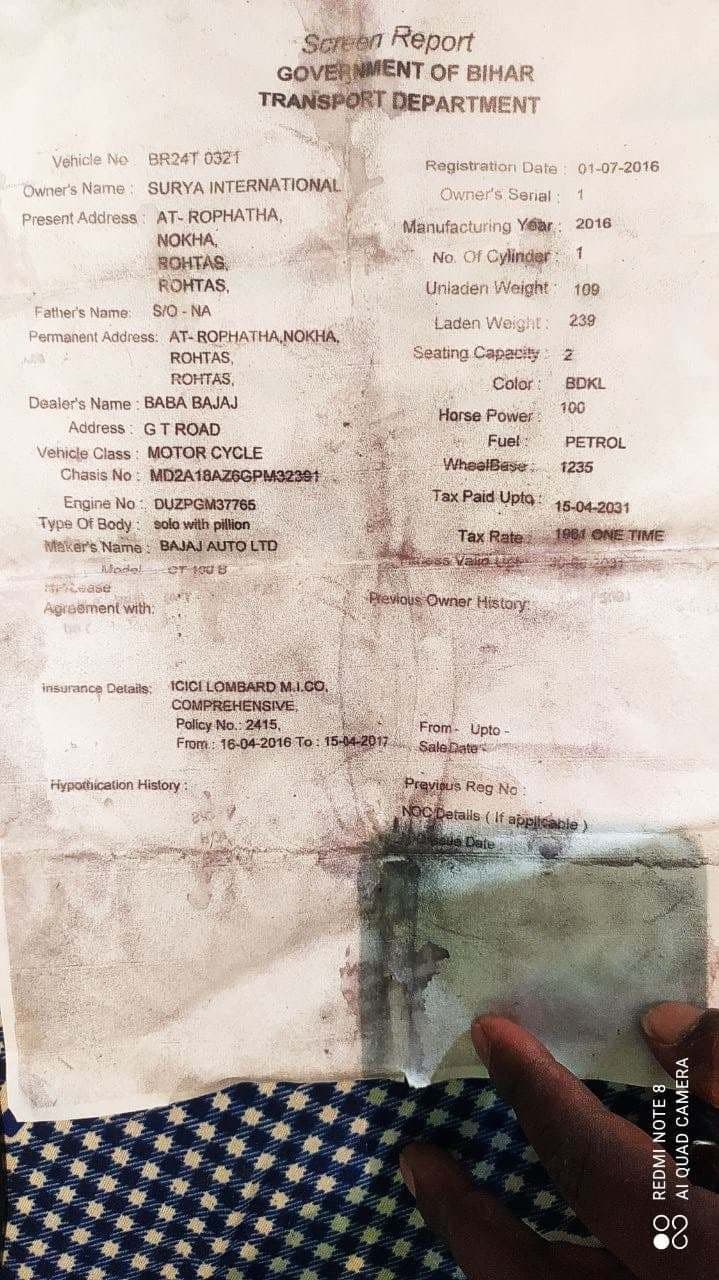 Screen Report
GOVERNMENT OF BIHAR
TRANSPORT DEPARTMENT
Vehicle No BR24T 0321
Owner's Name : SURYA INTERNATIONAL
Present Address : AT- ROPHATHA,
NOKHA,
ROHTAS,
ROHTAS,
Father's Name: S/O - NA
Permanent Address: AT- ROPHATHA,NOKHA,
ROHTAS,
ROHTAS,
Dealer's Name : BABA BAJAJ
Address : G T ROAD
Vehicle Class : MOTOR CYCLE
Chasis No : MD2A18AZ6GPM32391
Engine No : DUZPGM37765
Type Of Body : solo with pillion
Maker's Name : BAJAJ AUTO LTD
Model CT 100 B
Lease
Agreement with:
Insurance Details: ICICI LOMBARD M.I.CO,
COMPREHENSIVE,
Policy No.: 2415,
From : 16-04-2016 To : 15-04-2017
Hypothication History :
Registration Date : 01-07-2016
Owner's Serial : 1
Manufacturing Year : 2016
No. Of Cylinder : 1
Unladen Weight : 109
Laden Weight : 239
Seating Capacity : 2
Color : BDKL
Horse Power : 100
Fuel : PETROL
WheelBase : 1235
Tax Paid Upto : 15-04-2031
Tax Rate : 1961 ONE TIME
Valid
Previous Owner History:
From - Upto -
Sale Date -
Previous Reg No :
NOC Details ( If applicable )
Issue Date
REDMI NOTE 8
AI QUAD CAMERA